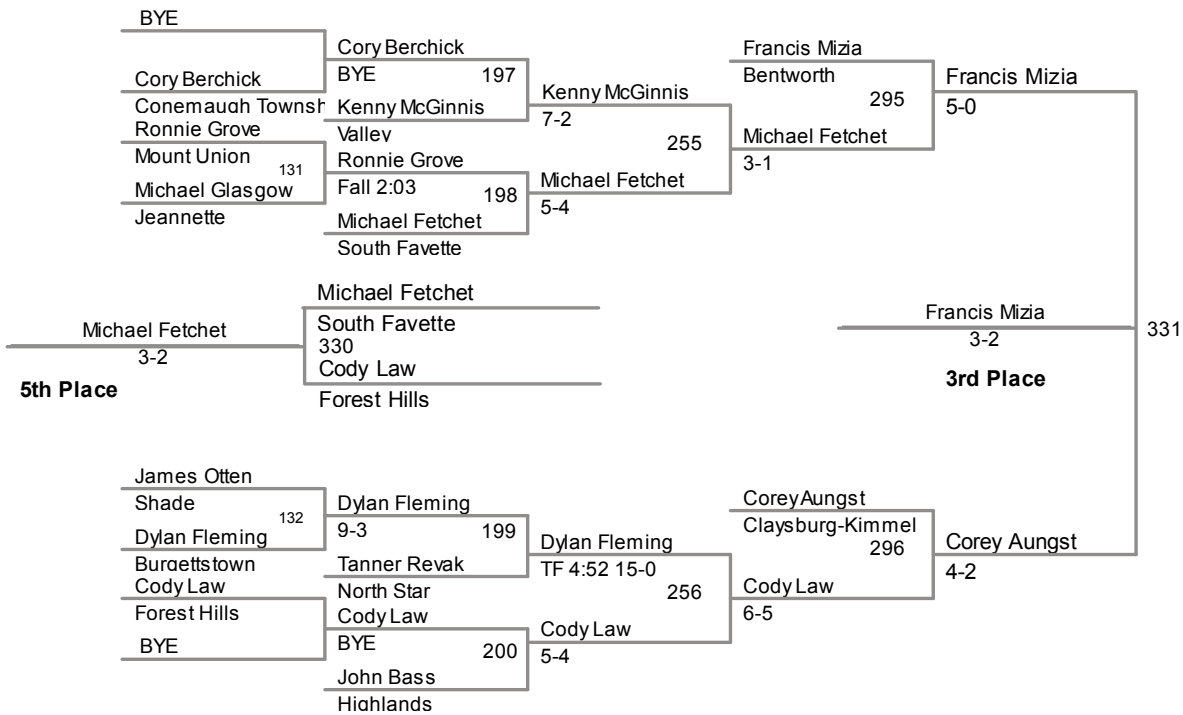 BYE
Cory Berchick
Conemaugh Townsh
Ronnie Grove
Mount Union
131
Michael Glasgow
Jeannette
Cory Berchick
BYE
197
Kenny McGinnis
Valley
Ronnie Grove
Fall 2:03
198
Michael Fetchet
South Fayette
Kenny McGinnis
7-2
255
Michael Fetchet
5-4
Francis Mizia
Bentworth
295
Michael Fetchet
3-1
Francis Mizia
5-0
Michael Fetchet
3-2
5th Place
Michael Fetchet
South Fayette
330
Cody Law
Forest Hills
Francis Mizia
3-2
3rd Place
331
James Otten
Shade
132
Dylan Fleming
Burgettstown
Cody Law
Forest Hills
BYE
Dylan Fleming
9-3
199
Tanner Revak
North Star
Cody Law
BYE
200
John Bass
Highlands
Dylan Fleming
TF 4:52 15-0
256
Cody Law
5-4
Corey Aungst
Claysburg-Kimmel
296
Cody Law
6-5
Corey Aungst
4-2